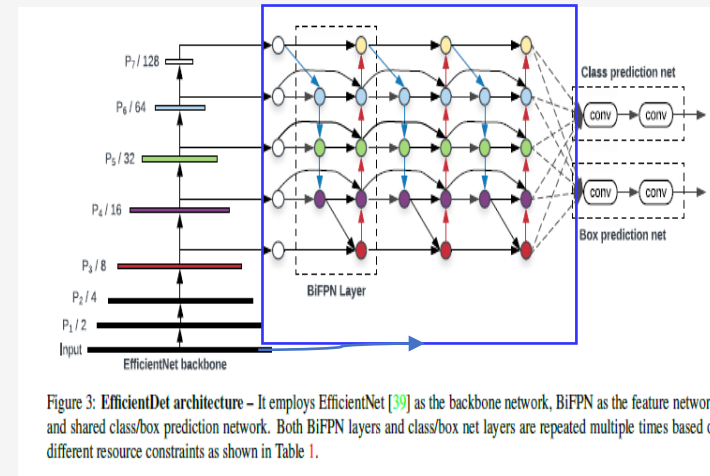 P7 / 128
Class prediction net
P6 / 64
conv conv
P5 / 32
P4 / 16
conv conv
Box prediction net
P3 / 8
BiFPN Layer
P2 / 4
P1 / 2
Input
EfficientNet backbone
Figure 3: EfficientDet architecture – It employs EfficientNet [39] as the backbone network, BiFPN as the feature networ
and shared class/box prediction network. Both BiFPN layers and class/box net layers are repeated multiple times based
different resource constraints as shown in Table 1.